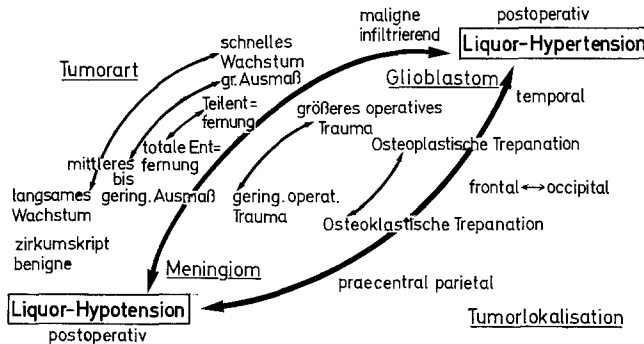 maligne
infiltrierend
postoperativ
Liquor-Hypertension
schnelles
Wachstum
gr. Ausmaß
Tumorart
Glioblastom
Teilent=
fernung
größeres operatives
Trauma
temporal
totale Ent=
fernung
Osteoplastische Trepanation
mittleres
bis
gering. Ausmaß
langsames
Wachstum
gering. operat.
Trauma
frontal ↔ occipital
Osteoklastische Trepanation
zirkumskript
benigne
Meningiom
praecentral parietal
Liquor-Hypotension
postoperativ
Tumorlokalisation